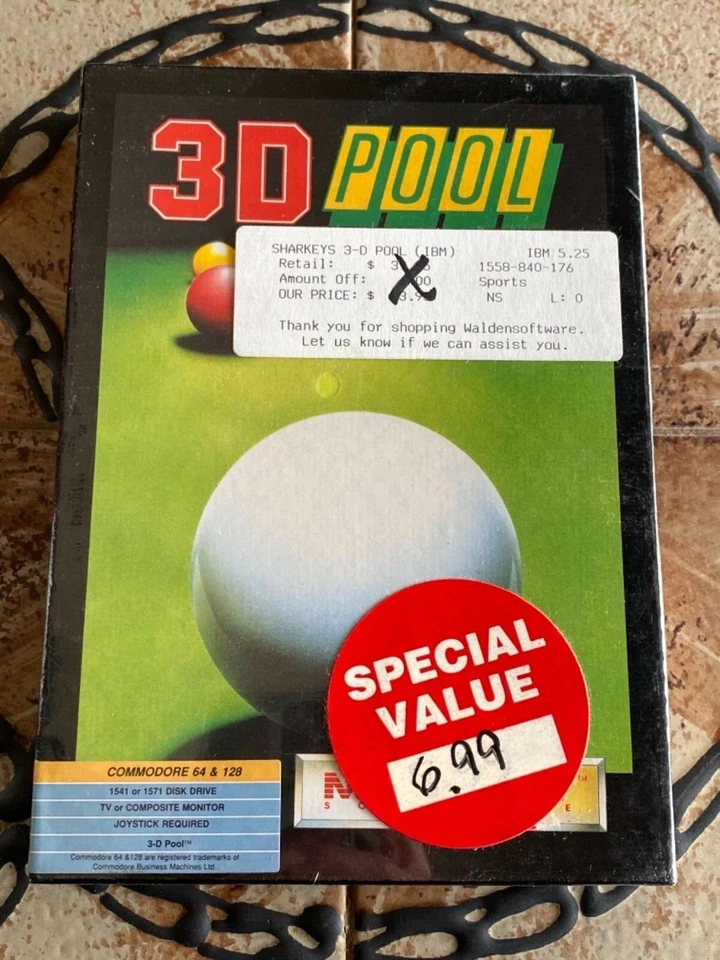 3D POOL
SHARKEYS 3-D POOL (IBM) IBM 5.25
Retail: $ 1558-840-176
Amount Off: Sports
OUR PRICE: $ NS L: 0
Thank you for shopping Waldensoftware.
Let us know if we can assist you.
SPECIAL
VALUE
6.99
COMMODORE 64 & 128
1541 or 1571 DISK DRIVE
TV or COMPOSITE MONITOR
JOYSTICK REQUIRED
3-D Pool™
Commodore 64 &128 are registered trademarks of
Commodore Business Machines Ltd.